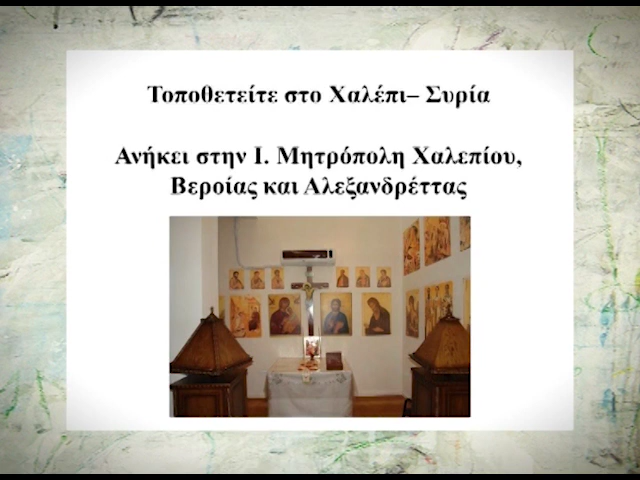 Τοποθετείτε στο Χαλέπι– Συρία
Ανήκει στην Ι. Μητρόπολη Χαλεπίου,
Βεροίας και Αλεξανδρέττας